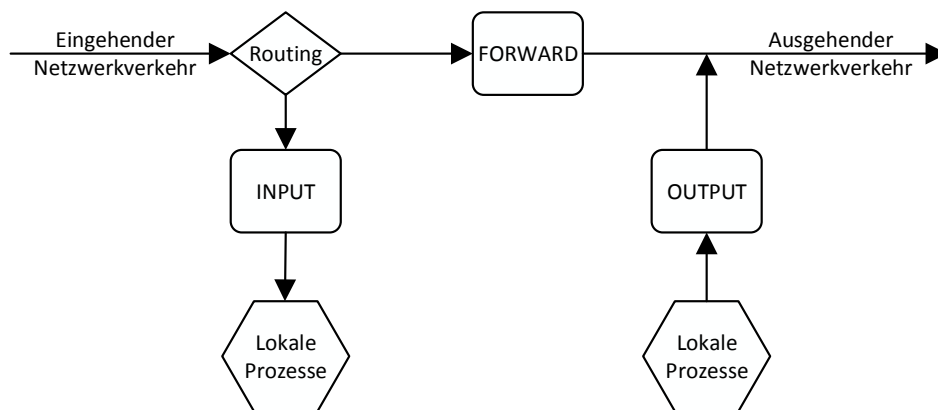 Eingehender
Netzwerkverkehr
Routing
FORWARD
Ausgehender
Netzwerkverkehr
INPUT
OUTPUT
Lokale
Prozesse
Lokale
Prozesse